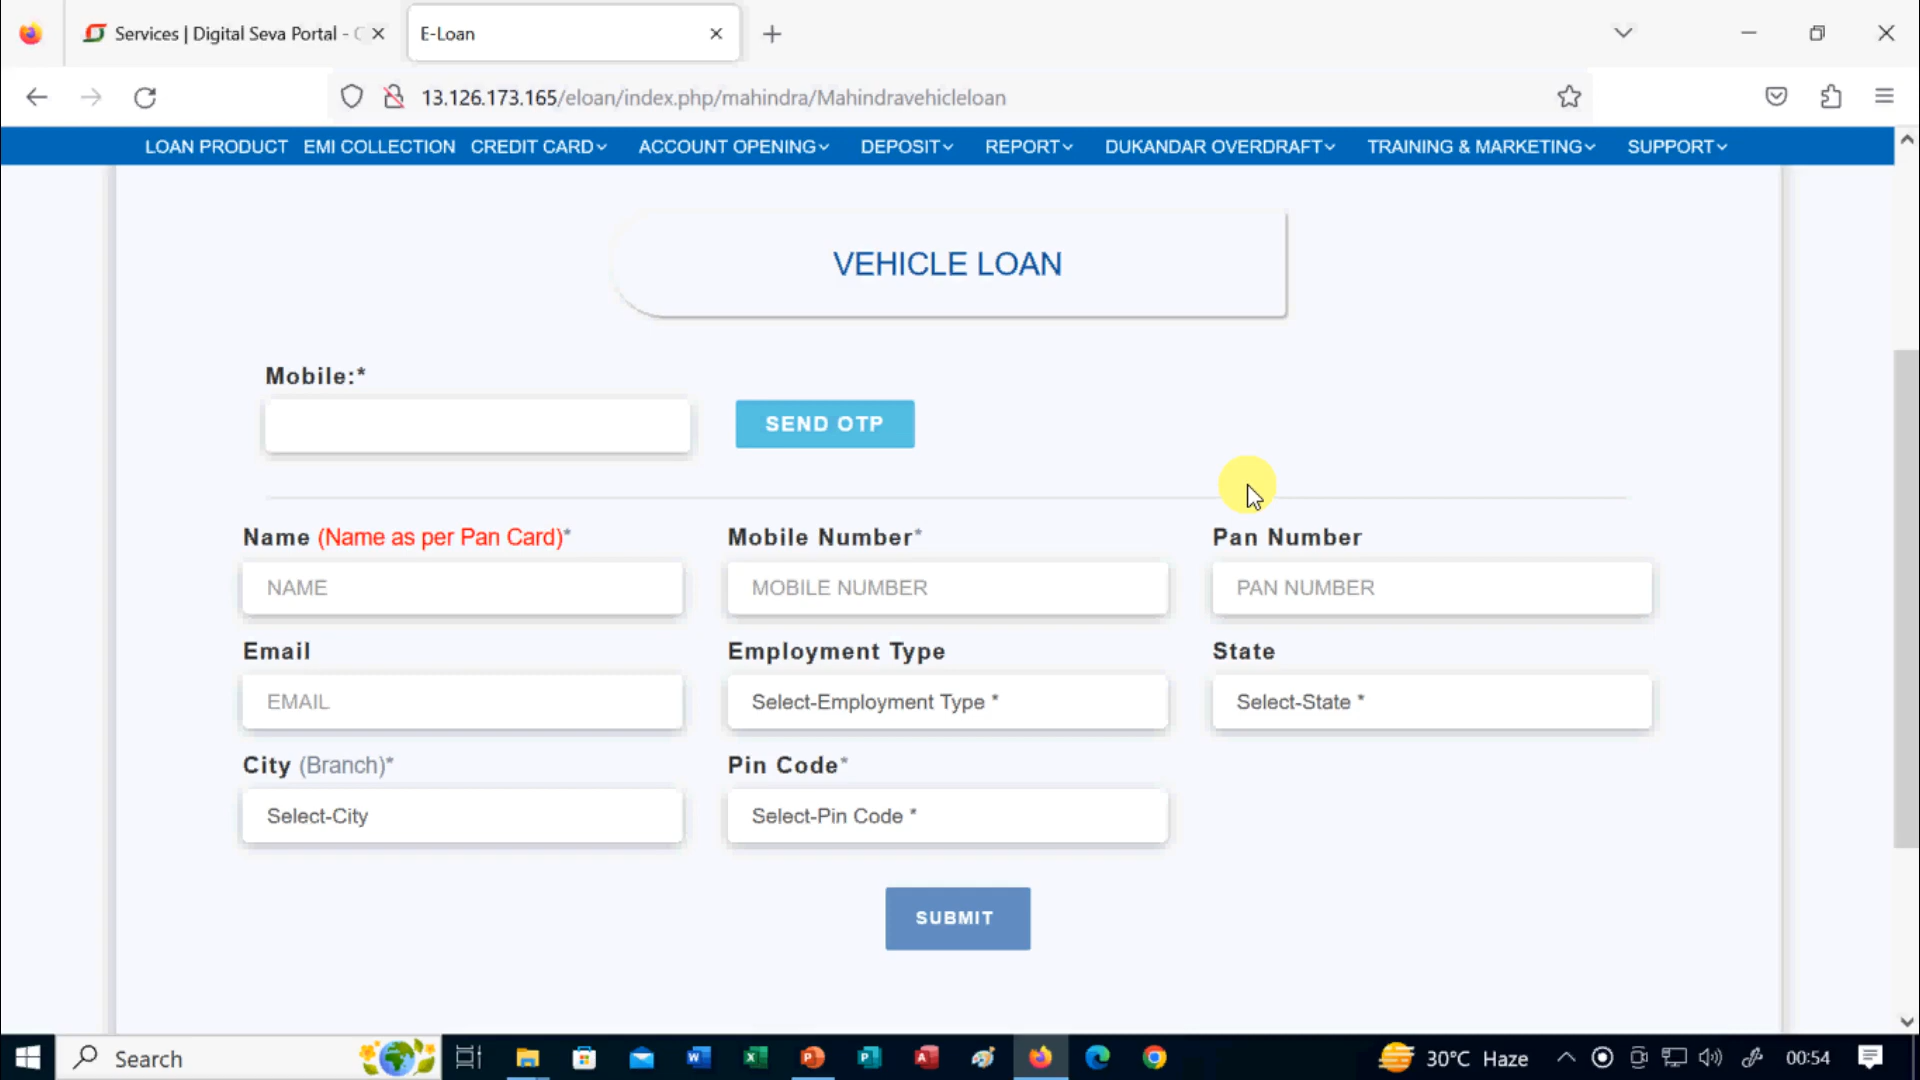 Services | Digital Seva Portal - C
E-Loan
13.126.173.165/eloan/index.php/mahindra/Mahindravehicleloan
LOAN PRODUCT EMI COLLECTION CREDIT CARD ACCOUNT OPENING DEPOSIT REPORT DUKANDAR OVERDRAFT TRAINING & MARKETING SUPPORT
VEHICLE LOAN
Mobile:*
SEND OTP
Name (Name as per Pan Card)* Mobile Number* Pan Number
NAME MOBILE NUMBER PAN NUMBER
Email Employment Type State
EMAIL Select-Employment Type * Select-State *
City (Branch)* Pin Code*
Select-City Select-Pin Code *
SUBMIT
Search 30°C Haze 00:54